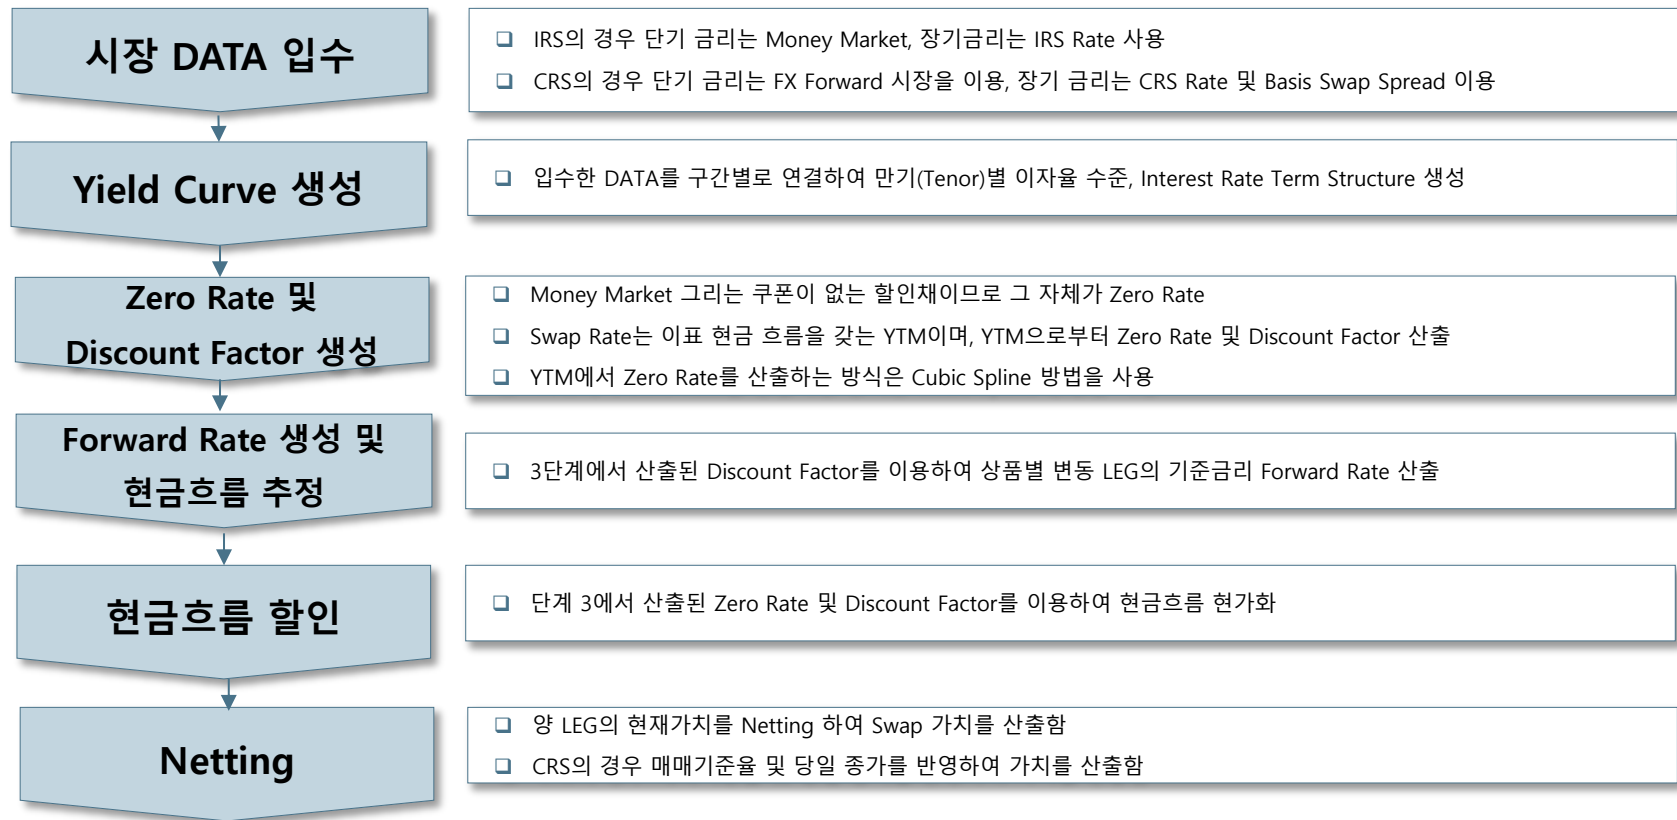 시장 DATA 입수
IRS의 경우 단기 금리는 Money Market, 장기금리는 IRS Rate 사용
CRS의 경우 단기 금리는 FX Forward 시장을 이용, 장기 금리는 CRS Rate 및 Basis Swap Spread 이용
Yield Curve 생성
입수한 DATA를 구간별로 연결하여 만기(Tenor)별 이자율 수준, Interest Rate Term Structure 생성
Zero Rate 및
Discount Factor 생성
Money Market 그리는 쿠폰이 없는 할인채이므로 그 자체가 Zero Rate
Swap Rate는 이표 현금 흐름을 갖는 YTM이며, YTM으로부터 Zero Rate 및 Discount Factor 산출
YTM에서 Zero Rate를 산출하는 방식은 Cubic Spline 방법을 사용
Forward Rate 생성 및
현금흐름 추정
3단계에서 산출된 Discount Factor를 이용하여 상품별 변동 LEG의 기준금리 Forward Rate 산출
현금흐름 할인
단계 3에서 산출된 Zero Rate 및 Discount Factor를 이용하여 현금흐름 현가화
Netting
양 LEG의 현재가치를 Netting 하여 Swap 가치를 산출함
CRS의 경우 매매기준율 및 당일 종가를 반영하여 가치를 산출함